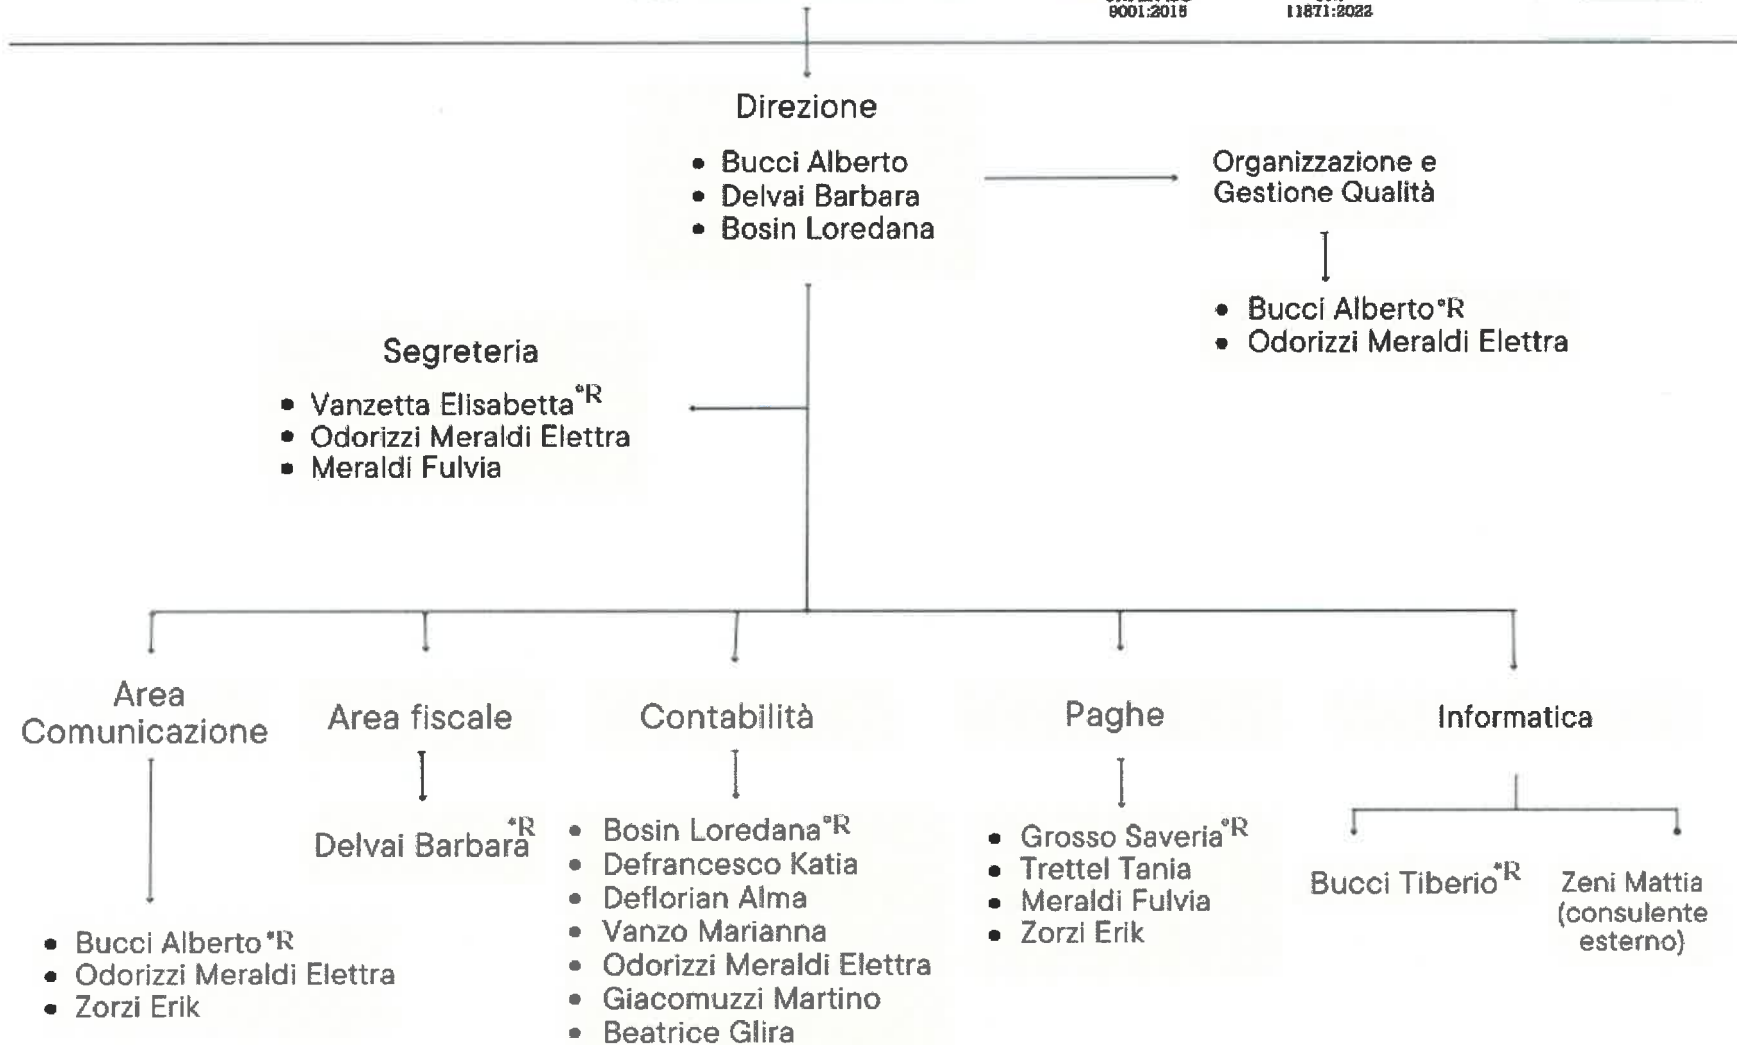 9001:2015
11871:2022
Direzione
• Bucci Alberto
• Delvai Barbara
• Bosin Loredana
Organizzazione e
Gestione Qualità
• Bucci Alberto*R
• Odorizzi Meraldi Elettra
Segreteria
• Vanzetta Elisabetta*R
• Odorizzi Meraldi Elettra
• Meraldi Fulvia
Area
Comunicazione
• Bucci Alberto*R
• Odorizzi Meraldi Elettra
• Zorzi Erik
Area fiscale
Delvai Barbara*R
Contabilità
• Bosin Loredana*R
• Defrancesco Katia
• Deflorian Alma
• Vanzo Marianna
• Odorizzi Meraldi Elettra
• Giacomuzzi Martino
• Beatrice Glira
Paghe
• Grosso Saveria*R
• Trettel Tania
• Meraldi Fulvia
• Zorzi Erik
Informatica
Bucci Tiberio*R
Zeni Mattia
(consulente
esterno)